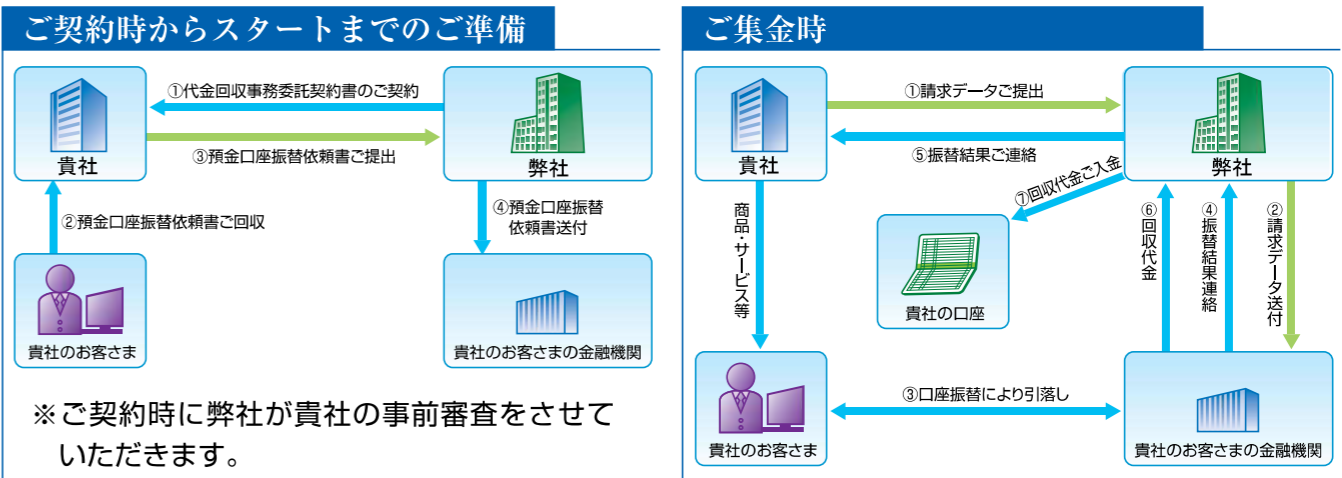 ご契約時からスタートまでのご準備
①代金回収事務委託契約書のご契約
貴社
③預金口座振替依頼書ご提出
弊社
②預金口座振替依頼書ご回収
④預金口座振替
依頼書送付
貴社のお客さま
貴社のお客さまの金融機関
※ご契約時に弊社が貴社の事前審査をさせて
いただきます。
ご集金時
①請求データご提出
貴社
⑤振替結果ご連絡
弊社
⑦回収代金ご入金
商品・サービス等
貴社の口座
⑥回収代金
④振替結果連絡
②請求データ送付
③口座振替により引落し
貴社のお客さま
貴社のお客さまの金融機関